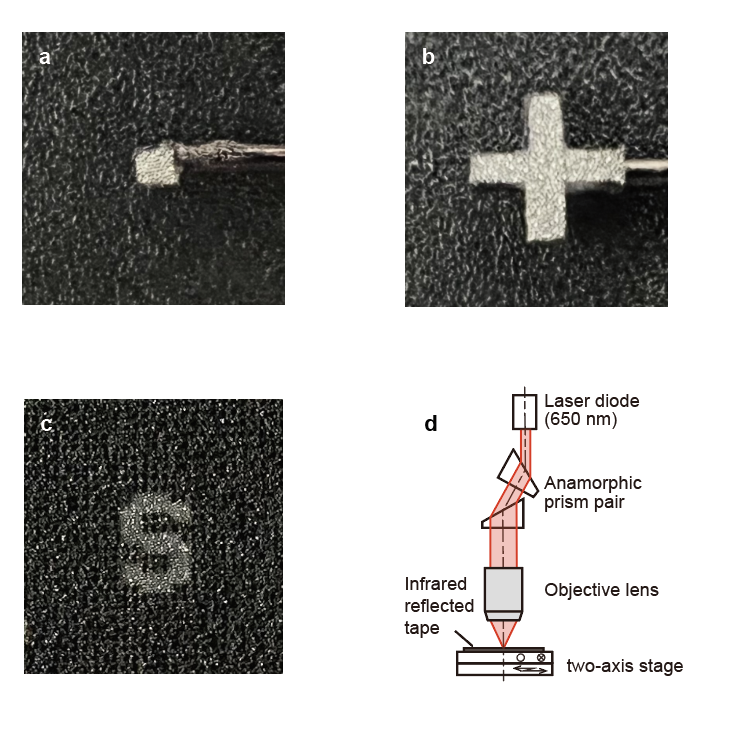 a
b
c
S
d
Laser diode
(650 nm)
Anamorphic
prism pair
Objective lens
Infrared
reflected
tape
two-axis stage